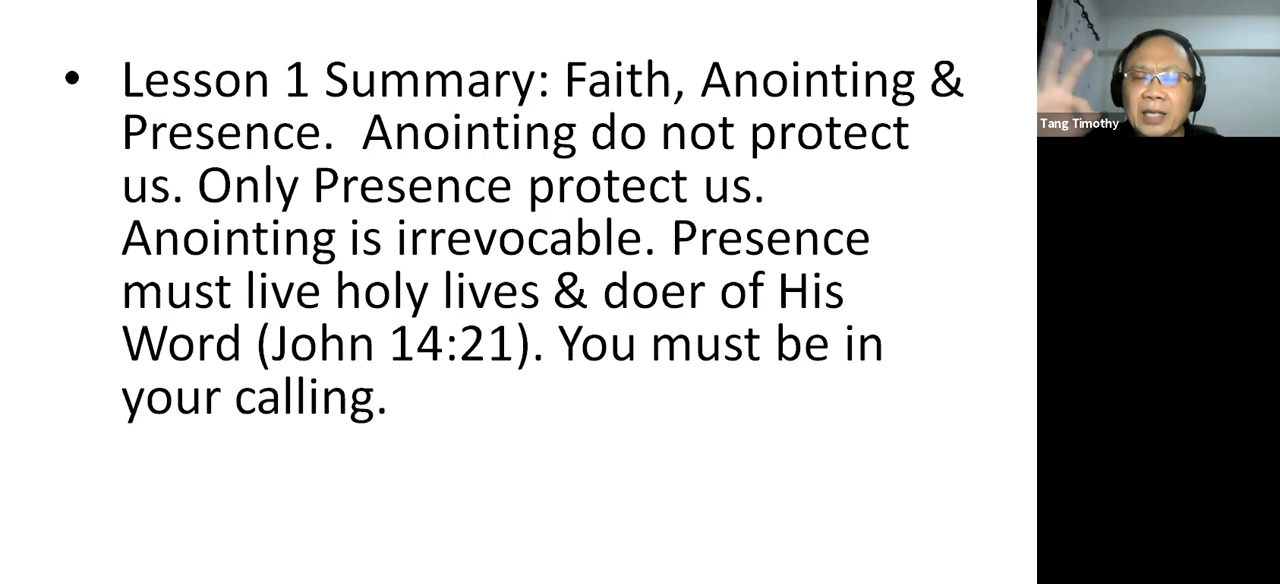 • Lesson 1 Summary: Faith, Anointing &
Presence.  Anointing do not protect
us. Only Presence protect us.
Anointing is irrevocable. Presence
must live holy lives & doer of His
Word (John 14:21). You must be in
your calling.
Tang Timothy